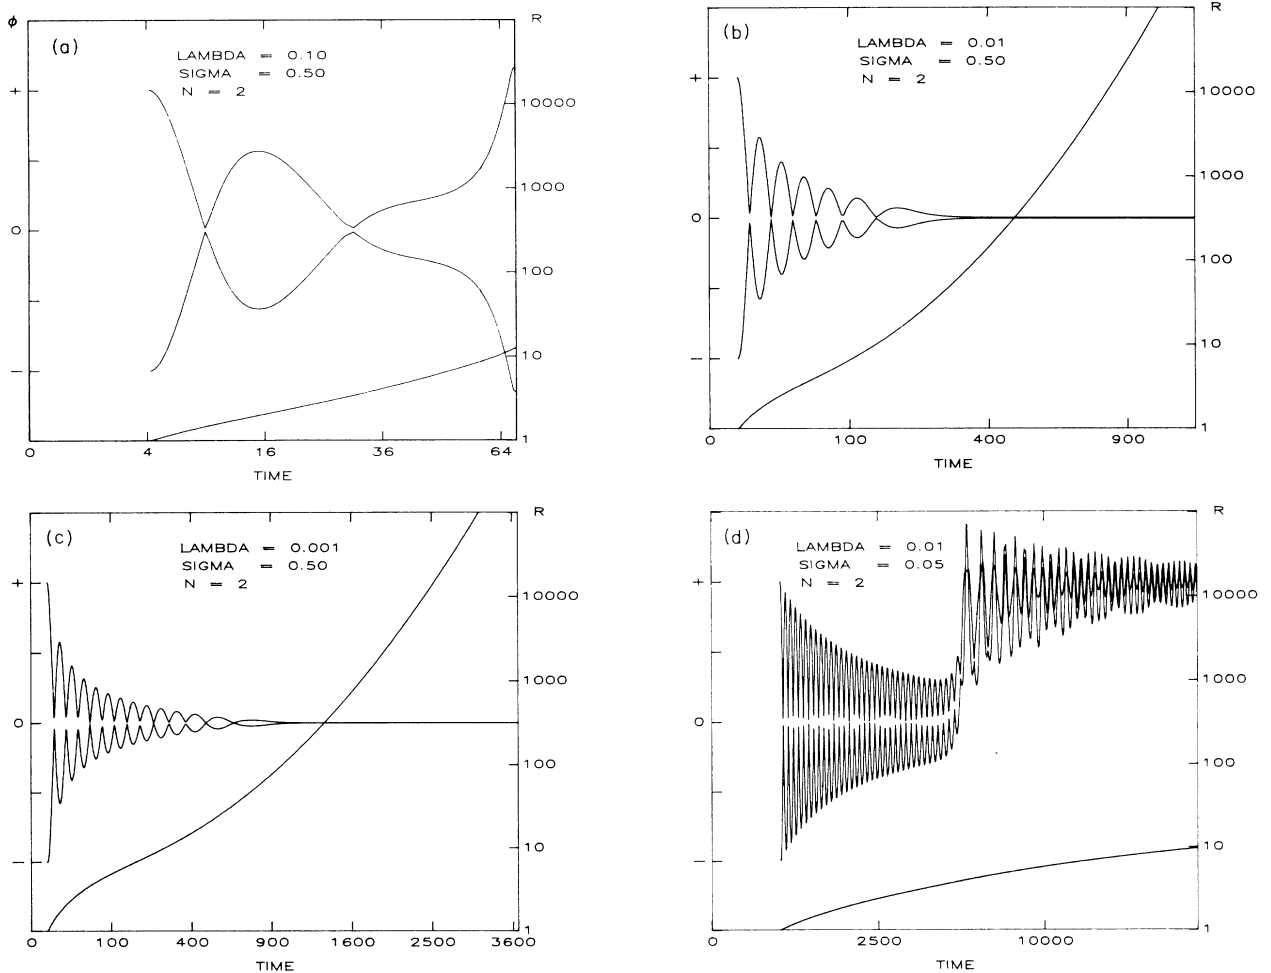 ϕ
R
(a)
LAMBDA = 0.10
SIGMA = 0.50
N = 2
+
0
−
10000
1000
100
10
1
0 4 16 36 64
TIME
R
(b)
LAMBDA = 0.01
SIGMA = 0.50
N = 2
+
0
−
10000
1000
100
10
1
0 100 400 900
TIME
R
(c)
LAMBDA = 0.001
SIGMA = 0.50
N = 2
+
0
−
10000
1000
100
10
1
0 100 400 900 1600 2500 3600
TIME
R
(d)
LAMBDA = 0.01
SIGMA = 0.05
N = 2
+
0
−
10000
1000
100
10
1
0 2500 10000
TIME